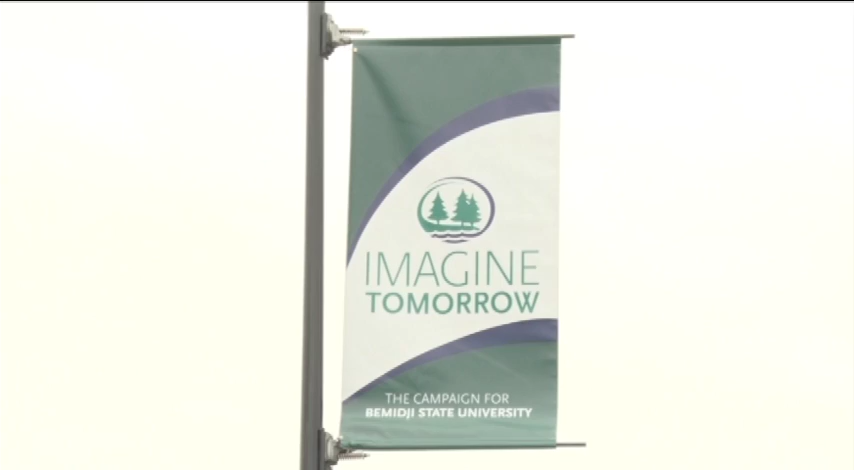 IMAGINE
TOMORROW
THE CAMPAIGN FOR
BEMIDJI STATE UNIVERSITY